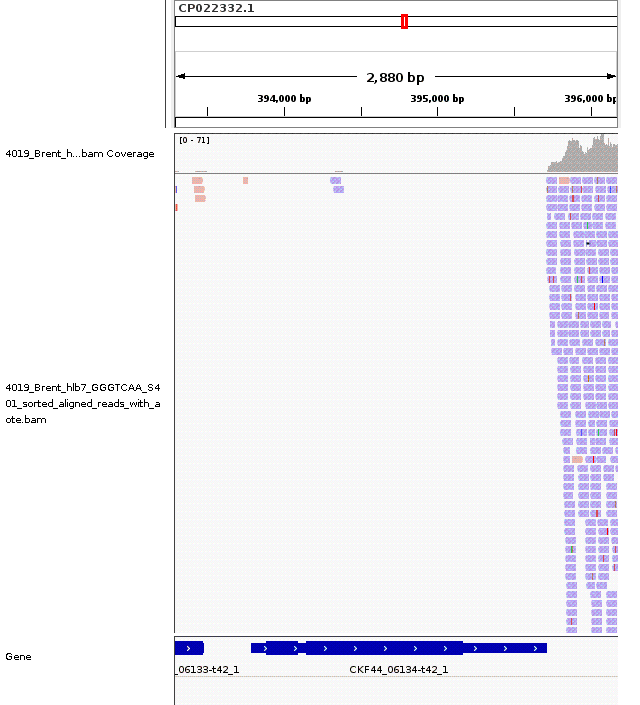 CP022332.1
2,880 bp
394,000 bp 395,000 bp 396,000 bp
[0 - 71]
4019_Brent_h...bam Coverage
4019_Brent_hlb7_GGGTCAA_S4
01_sorted_aligned_reads_with_a
ote.bam
Gene
_06133-t42_1 CKF44_06134-t42_1